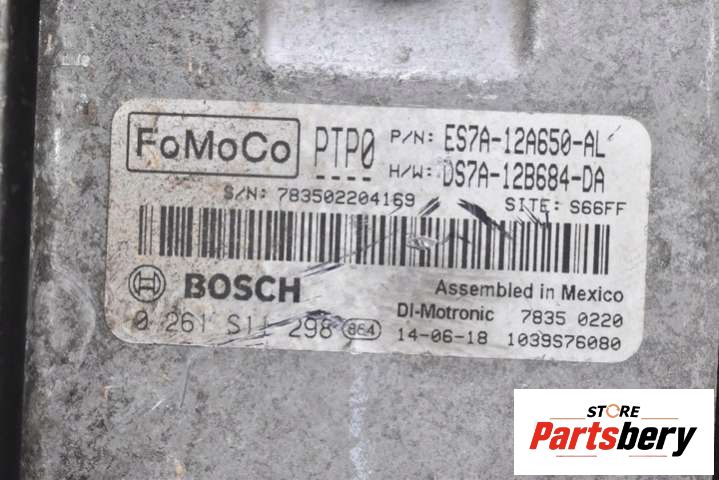 FoMoCo PTP0 P/N: ES7A-12A650-AL
H/W: DS7A-12B684-DA
S/N: 783502204169 SITE: S66FF
BOSCH Assembled in Mexico
DI-Motronic 7835 0220
0 261 S11 298 864 14-06-18 1039S76080
STORE
Partsbery